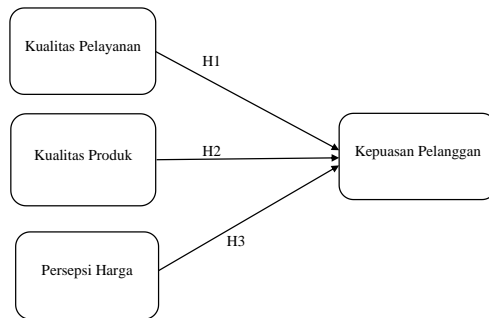 Kualitas Pelayanan
H1
Kualitas Produk
H2
Kepuasan Pelanggan
H3
Persepsi Harga